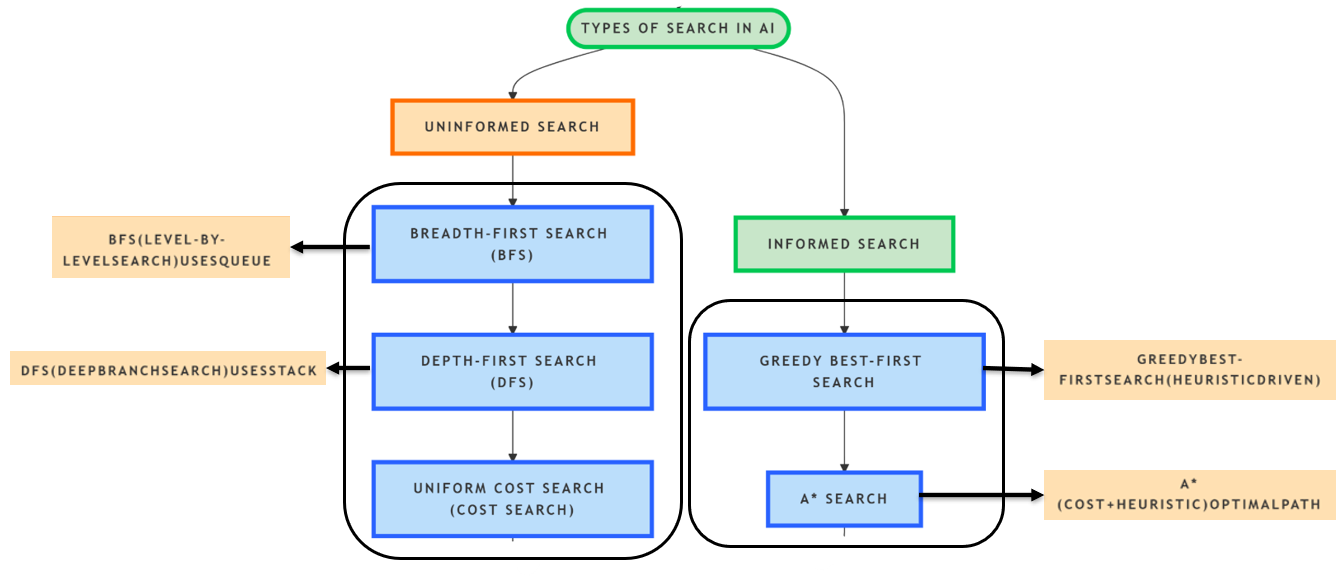 TYPES OF SEARCH IN AI
UNINFORMED SEARCH
BREADTH-FIRST SEARCH
(BFS)
BFS(LEVEL-BY-
LEVELSEARCH)USESQUEUE
DEPTH-FIRST SEARCH
(DFS)
DFS(DEEPBRANCHSEARCH)USESSTACK
UNIFORM COST SEARCH
(COST SEARCH)
INFORMED SEARCH
GREEDY BEST-FIRST
SEARCH
GREEDYBEST-
FIRSTSEARCH(HEURISTICDRIVEN)
A* SEARCH
A*
(COST+HEURISTIC)OPTIMALPATH